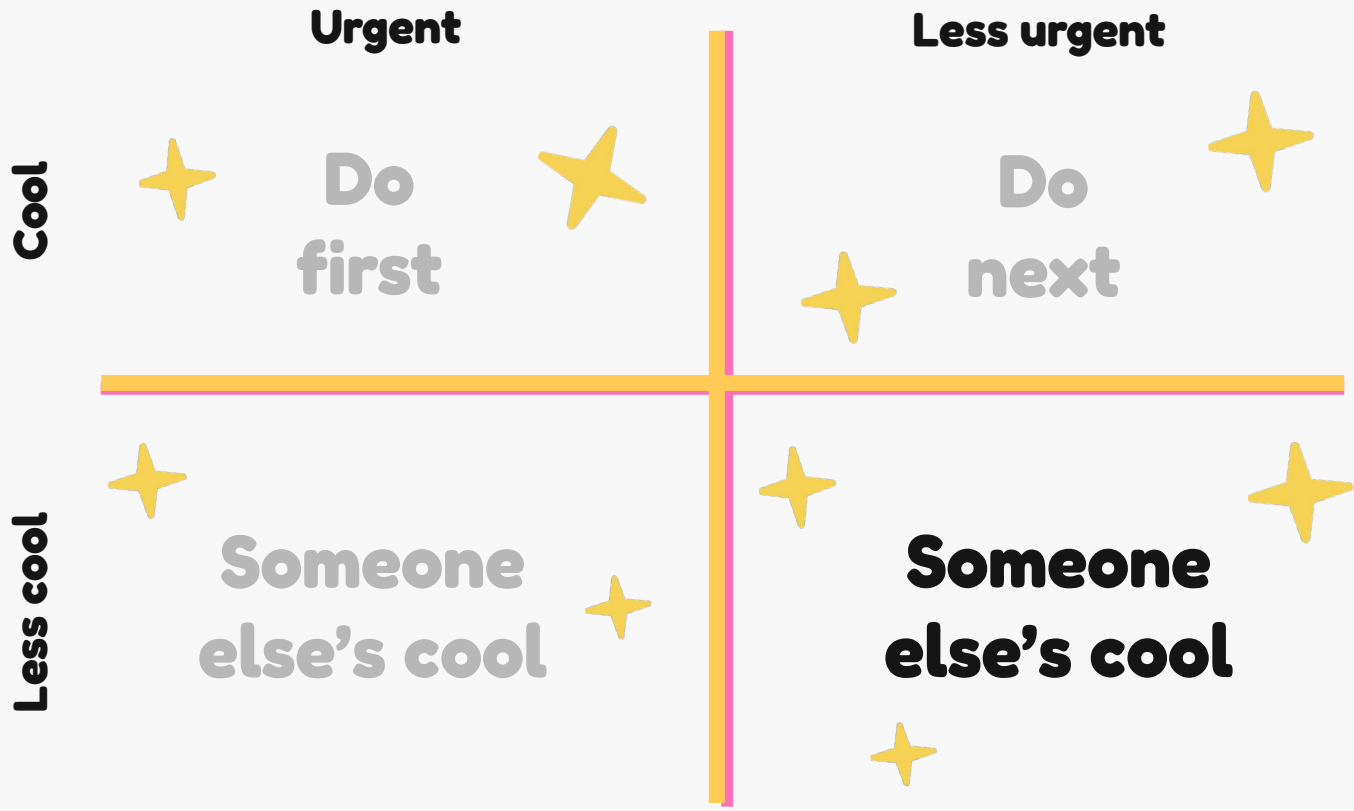 Urgent
Less urgent
Cool
Do
first
Do
next
Less cool
Someone
else’s cool
Someone
else’s cool